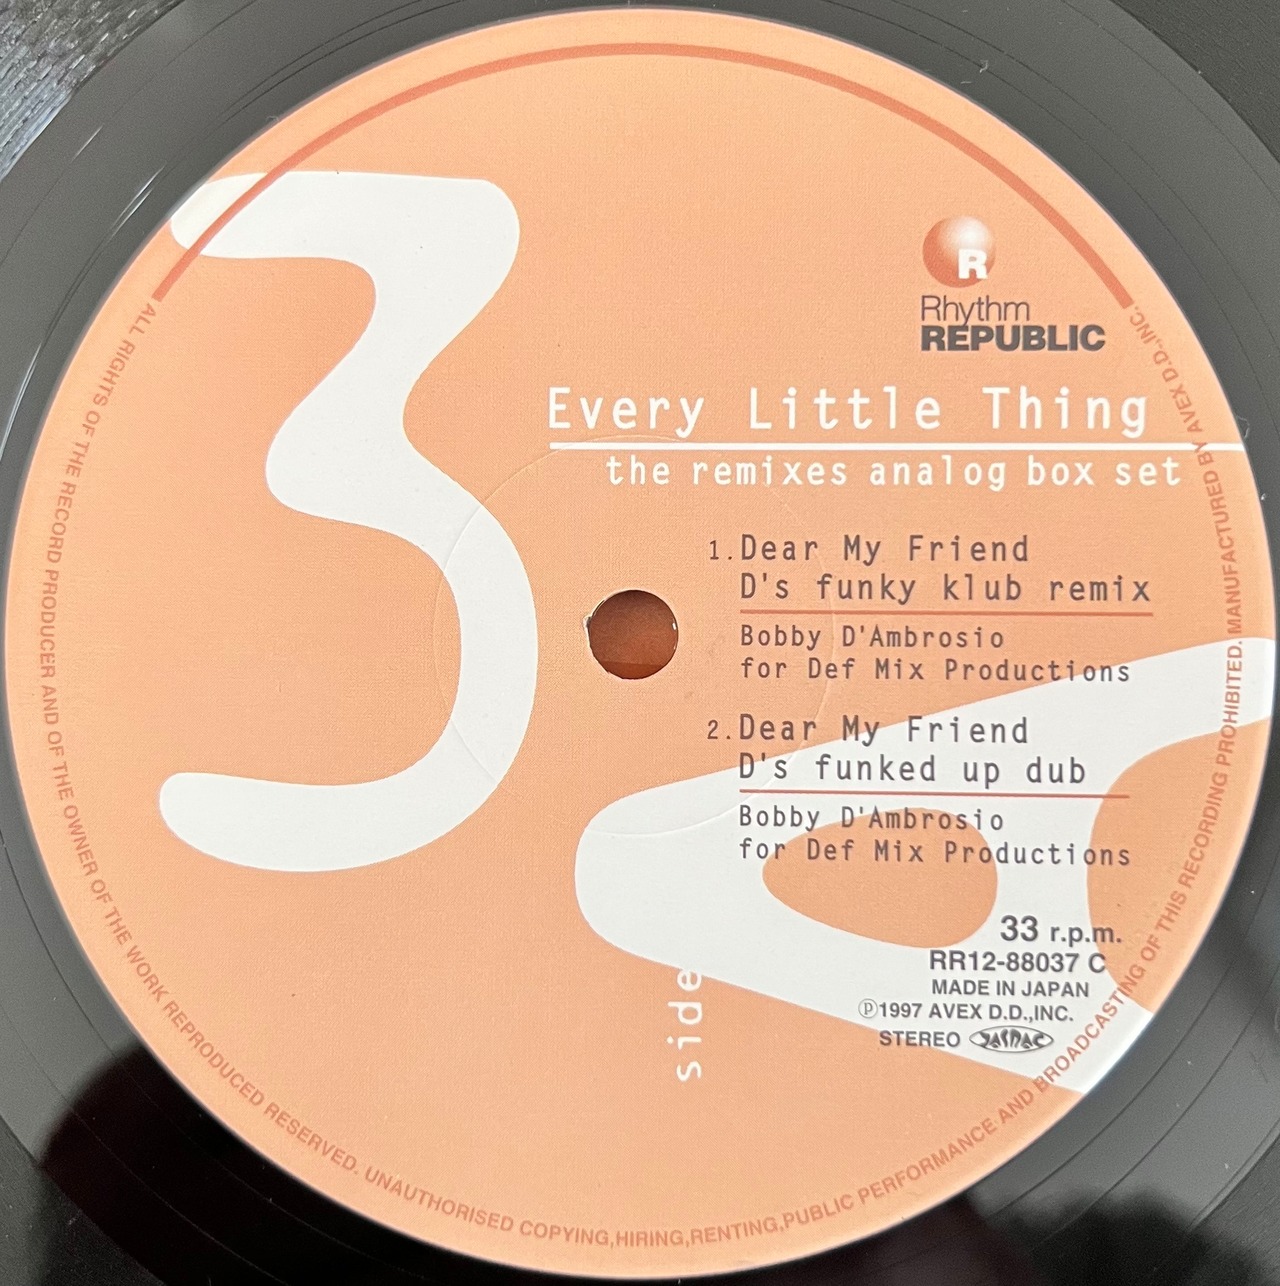 3
R
Rhythm
REPUBLIC
Every Little Thing
the remixes analog box set
1.Dear My Friend
D's funky klub remix
Bobby D'Ambrosio
for Def Mix Productions
2.Dear My Friend
D's funked up dub
Bobby D'Ambrosio
for Def Mix Productions
33 r.p.m.
RR12-88037 C
MADE IN JAPAN
Ⓟ1997 AVEX D.D.,INC.
STEREO JASRAC
side A
ALL RIGHTS OF THE RECORD PRODUCER AND OF THE OWNER OF THE WORK REPRODUCED RESERVED. UNAUTHORISED COPYING,HIRING,RENTING,PUBLIC PERFORMANCE AND BROADCASTING OF THIS RECORDING PROHIBITED. MANUFACTURED BY AVEX D.D.,INC.